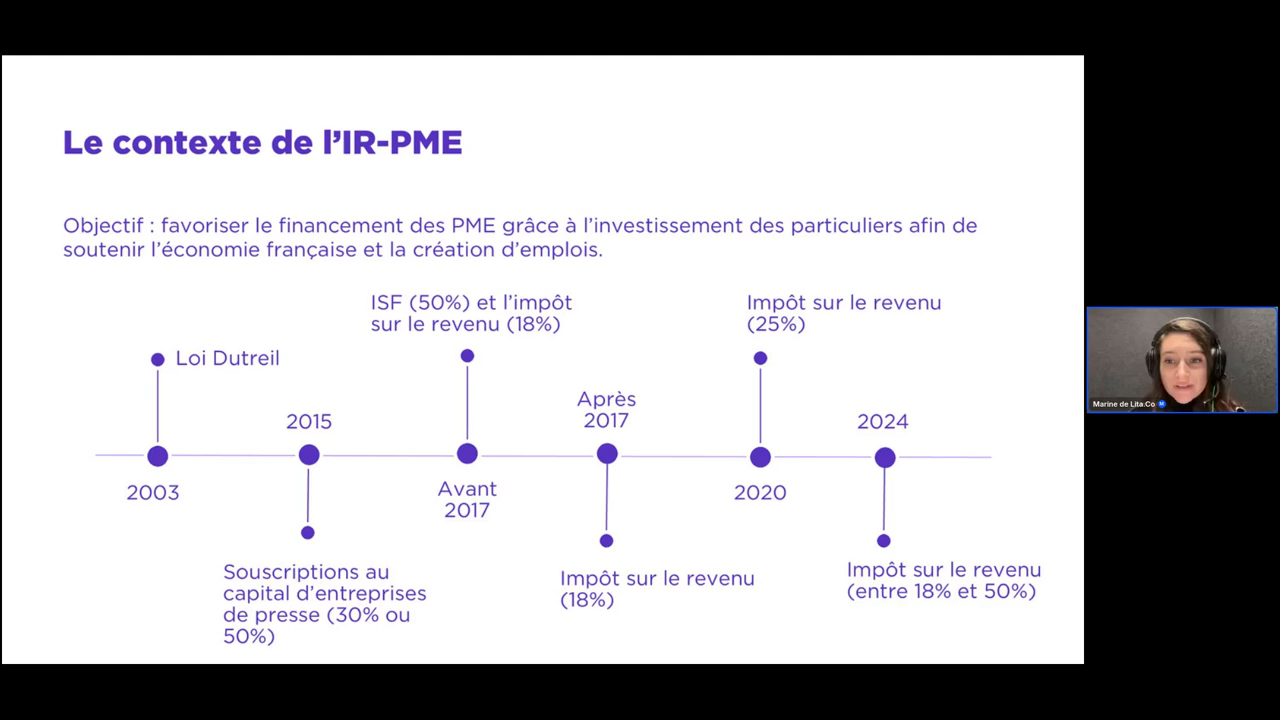 Le contexte de l’IR-PME
Objectif : favoriser le financement des PME grâce à l’investissement des particuliers afin de
soutenir l’économie française et la création d’emplois.
Loi Dutreil
2003
2015
Souscriptions au
capital d’entreprises
de presse (30% ou
50%)
ISF (50%) et l’impôt
sur le revenu (18%)
Avant
2017
Après
2017
Impôt sur le revenu
(18%)
Impôt sur le revenu
(25%)
2020
2024
Impôt sur le revenu
(entre 18% et 50%)
Marine de Lita.Co